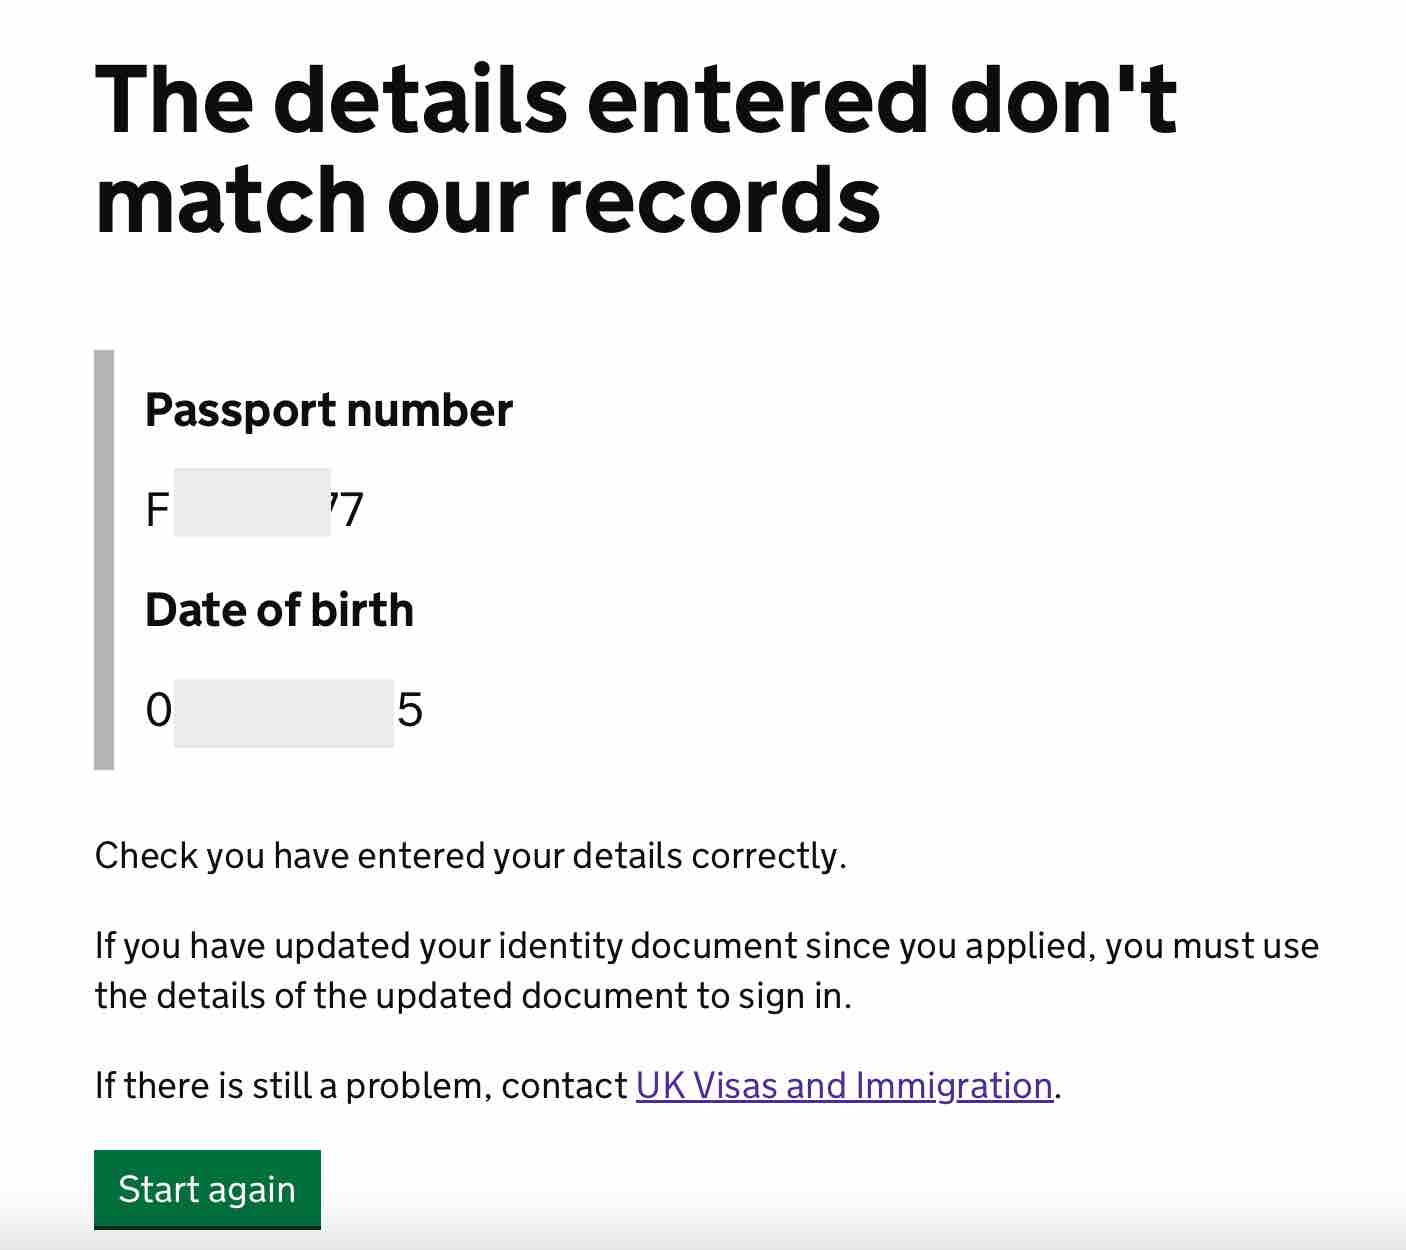 The details entered don't
match our records
Passport number
F 77
Date of birth
0 5
Check you have entered your details correctly.
If you have updated your identity document since you applied, you must use
the details of the updated document to sign in.
If there is still a problem, contact UK Visas and Immigration.
Start again